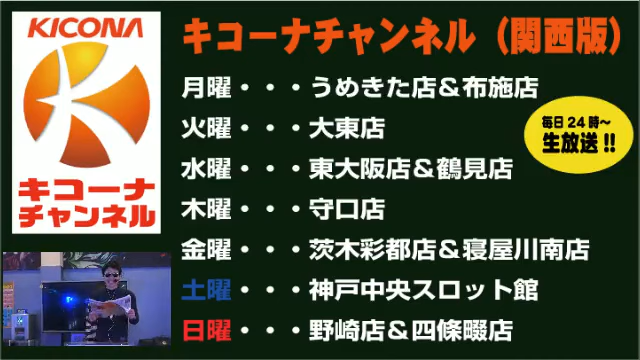 KICONA
キコーナ
チャンネル
キコーナチャンネル（関西版）
月曜・・・うめきた店＆布施店
火曜・・・大東店
水曜・・・東大阪店＆鶴見店
木曜・・・守口店
金曜・・・茨木彩都店＆寝屋川南店
土曜・・・神戸中央スロット館
日曜・・・野崎店＆四條畷店
毎日24時～
生放送!!